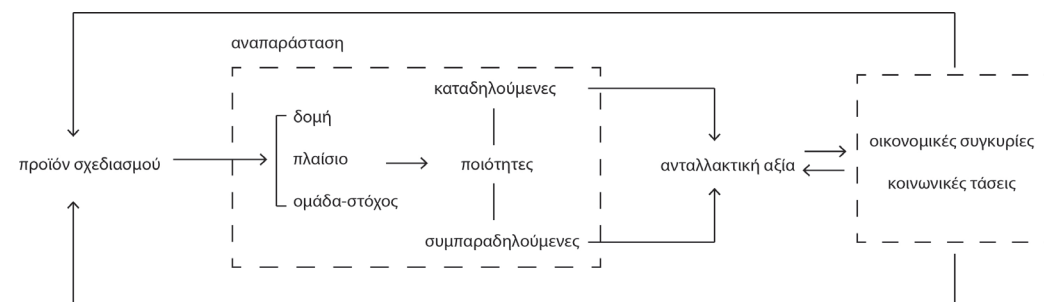 αναπαράσταση
καταδηλούμενες
δομή
πλαίσιο
ομάδα-στόχος
προϊόν σχεδιασμού
ποιότητες
συμπαραδηλούμενες
ανταλλακτική αξία
οικονομικές συγκυρίες
κοινωνικές τάσεις